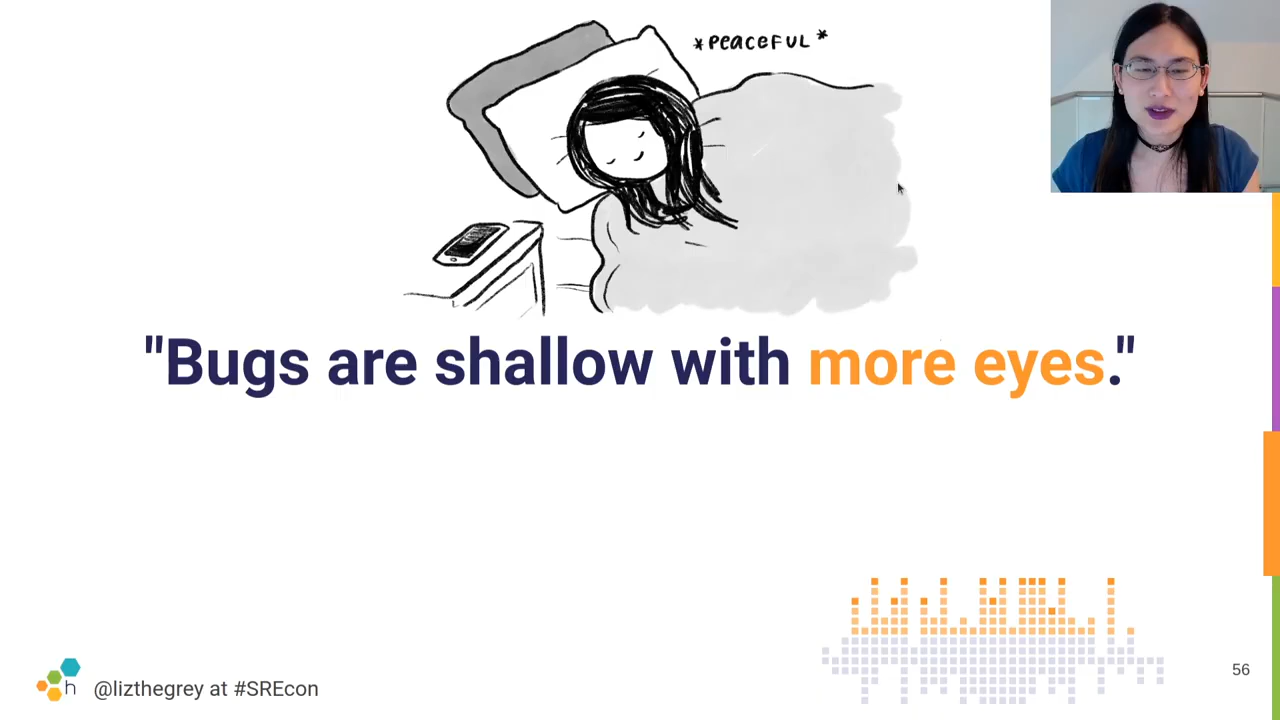 *PEACEFUL*
"Bugs are shallow with more eyes."
h
@lizthegrey at #SREcon
56